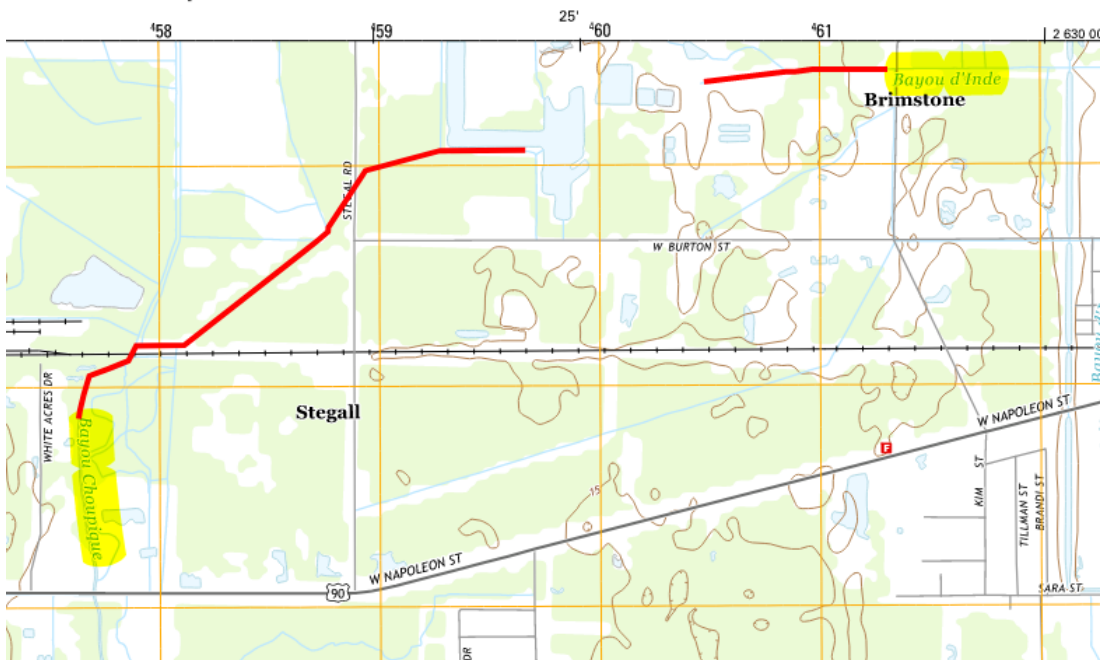 25'
⁴58
⁴59
⁴60
⁴61
2 630 00
Bayou d'Inde
Brimstone
STEGAL RD
W BURTON ST
WHITE ACRES DR
Stegall
Bayou Choupique
W NAPOLEON ST
F
15
KIM ST
TILLMAN ST
BRANDI ST
W NAPOLEON ST
90
SARA ST
DR